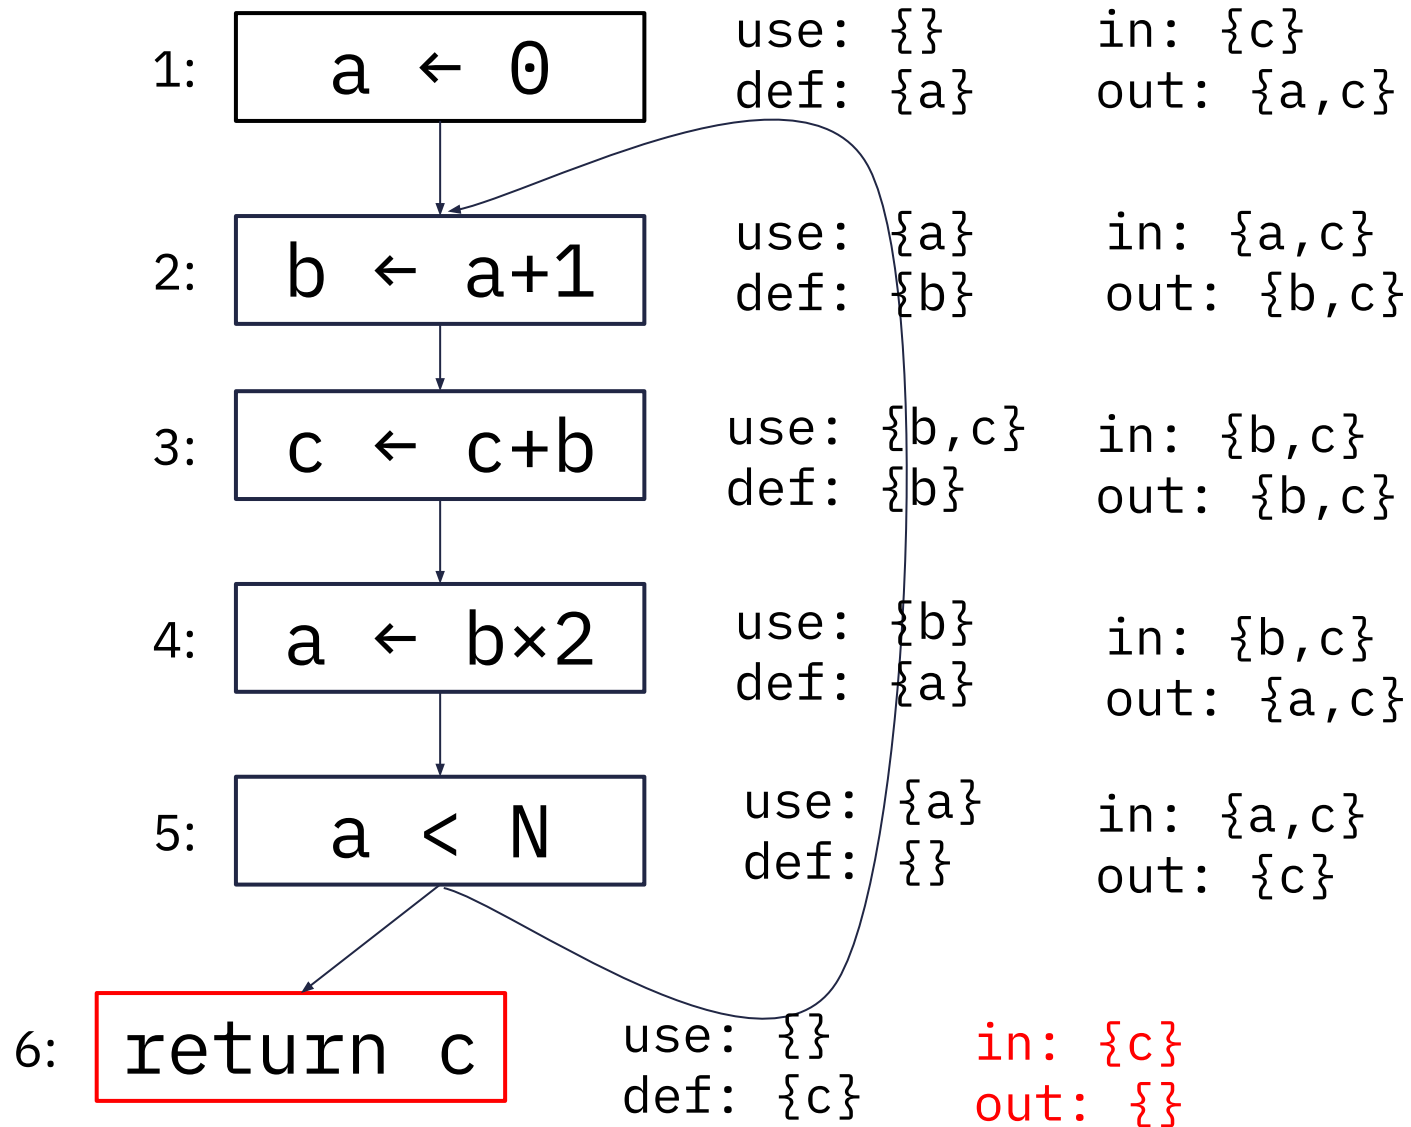 1:
a ← 0
use: {}
def: {a}
in: {c}
out: {a,c}
2:
b ← a+1
use: {a}
def: {b}
in: {a,c}
out: {b,c}
3:
c ← c+b
use: {b,c}
def: {b}
in: {b,c}
out: {b,c}
4:
a ← b×2
use: {b}
def: {a}
in: {b,c}
out: {a,c}
5:
a < N
use: {a}
def: {}
in: {a,c}
out: {c}
6:
return c
use: {}
def: {c}
in: {c}
out: {}